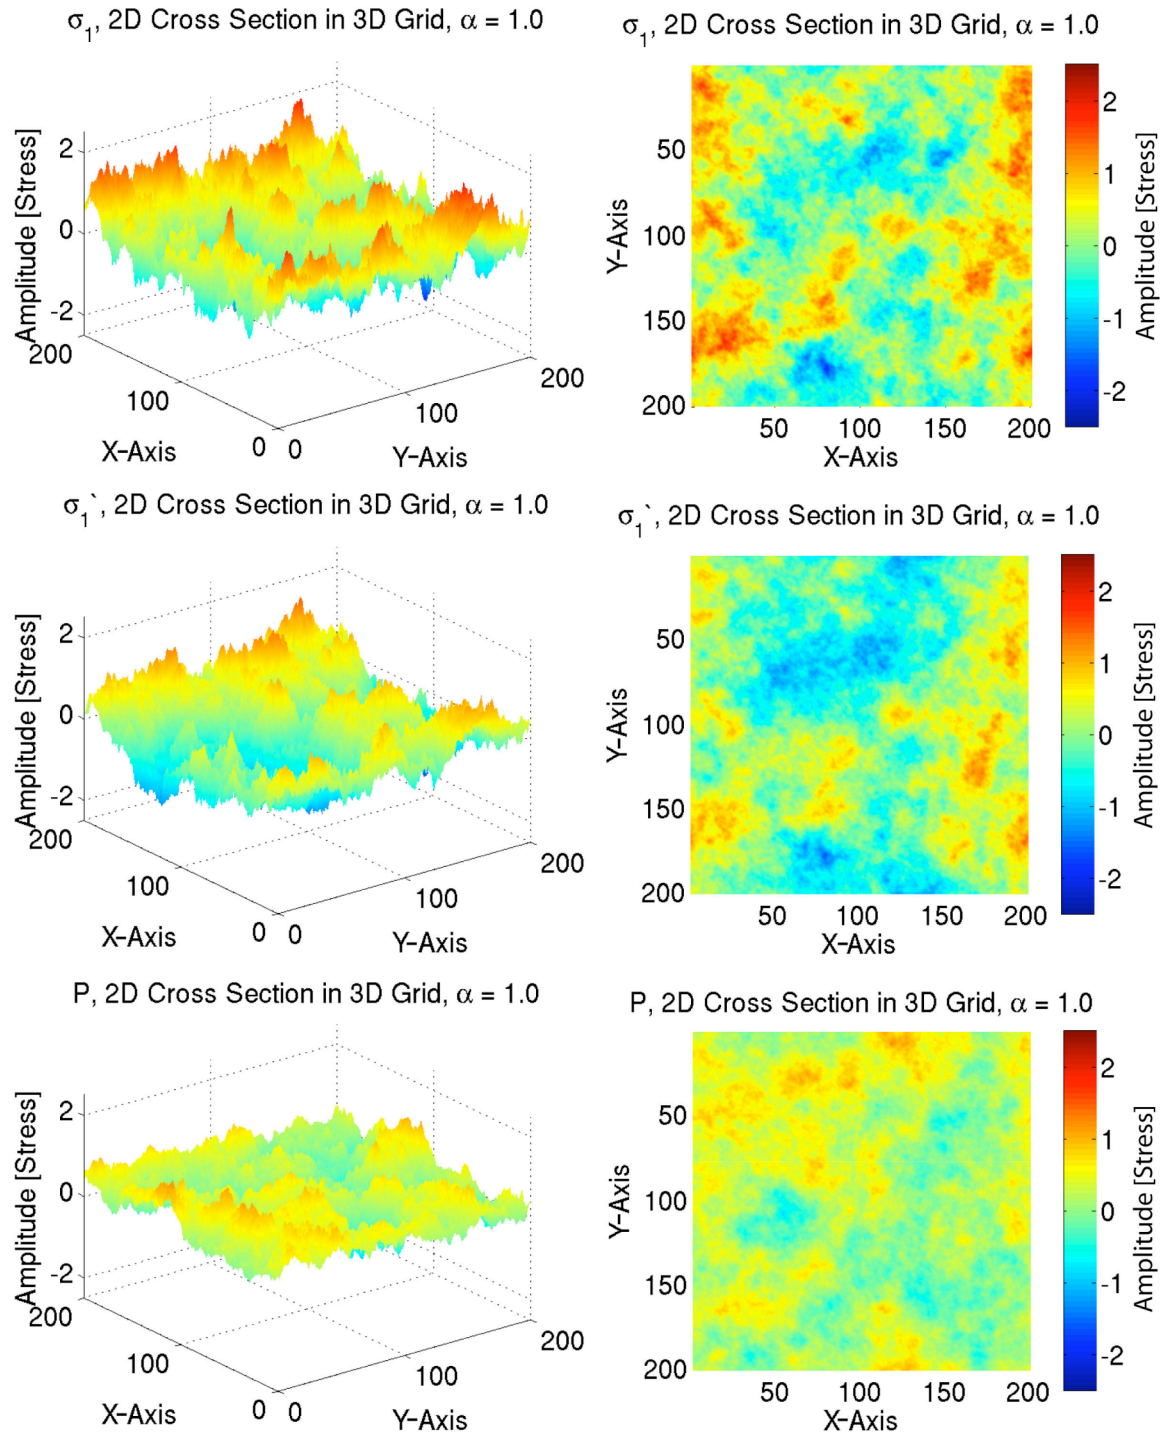 σ₁, 2D Cross Section in 3D Grid, α = 1.0
Amplitude [Stress]
2
0
-2
200
100
0
X-Axis
0
100
200
Y-Axis
σ₁, 2D Cross Section in 3D Grid, α = 1.0
Y-Axis
50
100
150
200
50
100
150
200
X-Axis
2
1
0
-1
-2
Amplitude [Stress]
σ₁`, 2D Cross Section in 3D Grid, α = 1.0
Amplitude [Stress]
2
0
-2
200
100
0
X-Axis
0
100
200
Y-Axis
σ₁`, 2D Cross Section in 3D Grid, α = 1.0
Y-Axis
50
100
150
200
50
100
150
200
X-Axis
2
1
0
-1
-2
Amplitude [Stress]
P, 2D Cross Section in 3D Grid, α = 1.0
Amplitude [Stress]
2
0
-2
200
100
0
X-Axis
0
100
200
Y-Axis
P, 2D Cross Section in 3D Grid, α = 1.0
Y-Axis
50
100
150
200
50
100
150
200
X-Axis
2
1
0
-1
-2
Amplitude [Stress]